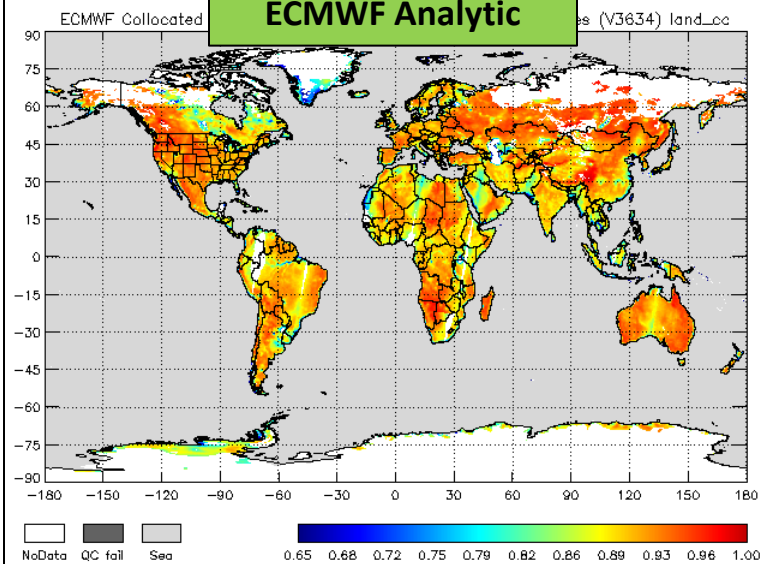 ECMWF Analytic
ECMWF Collocated
es (V3634) land_cc
90
75
60
45
30
15
0
−15
−30
−45
−60
−75
−90
−180 −150 −120 −90 −60 −30 0 30 60 90 120 150 180
NoData QC fail Sea
0.65 0.68 0.72 0.75 0.79 0.82 0.86 0.89 0.93 0.96 1.00